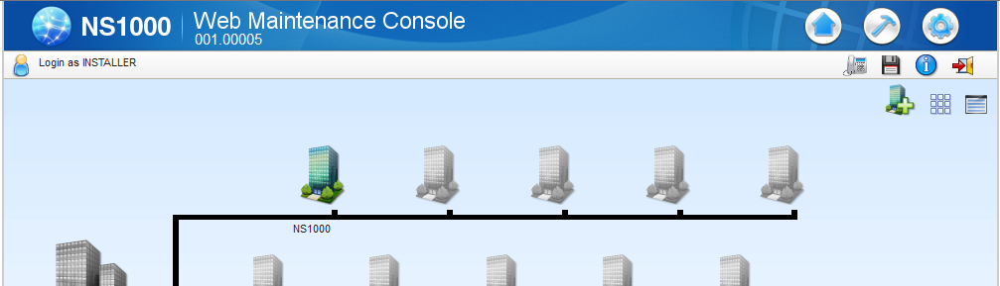 NS1000
Web Maintenance Console
001.00005
Login as INSTALLER
NS1000